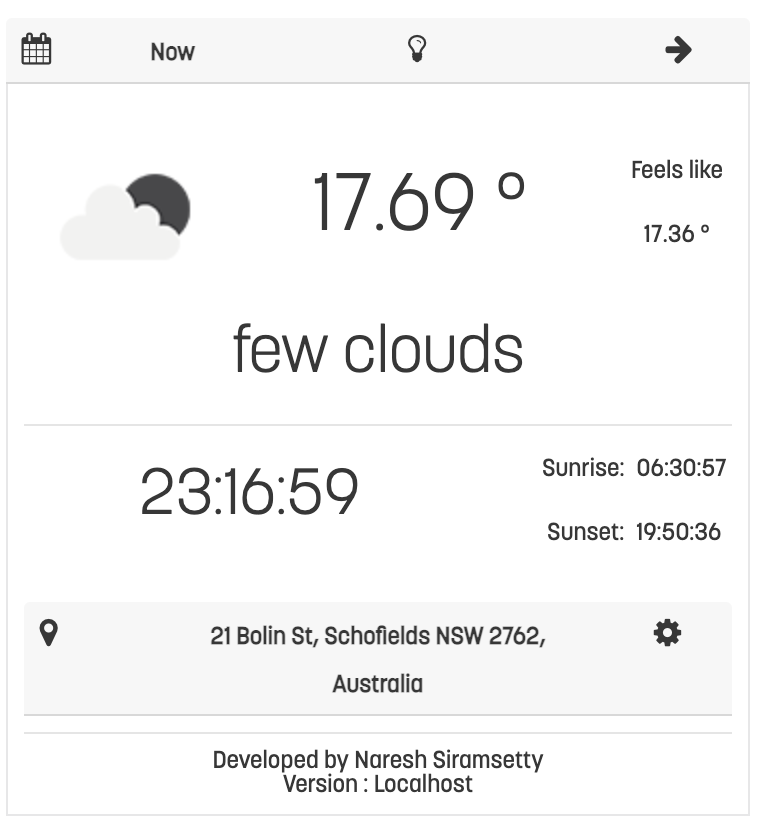 Now
17.69 °
Feels like
17.36 °
few clouds
23:16:59
Sunrise: 06:30:57
Sunset: 19:50:36
21 Bolin St, Schofields NSW 2762,
Australia
Developed by Naresh Siramsetty
Version : Localhost